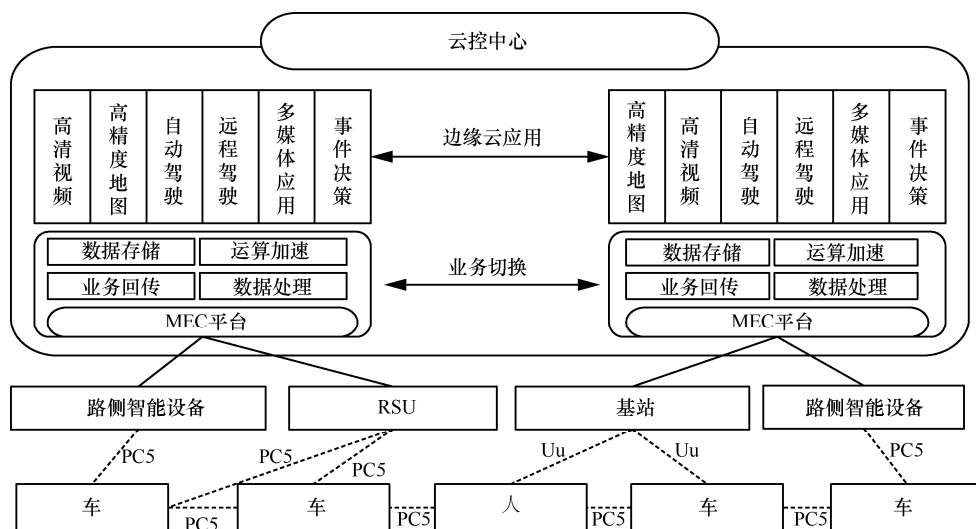 云控中心
高清视频
高精度地图
自动驾驶
远程驾驶
多媒体应用
事件决策
边缘云应用
高精度地图
高清视频
自动驾驶
远程驾驶
多媒体应用
事件决策
数据存储
运算加速
业务回传
数据处理
MEC平台
业务切换
数据存储
运算加速
业务回传
数据处理
MEC平台
路侧智能设备
RSU
基站
路侧智能设备
PC5
PC5
PC5
Uu
Uu
PC5
车
PC5
车
PC5
人
PC5
车
PC5
车